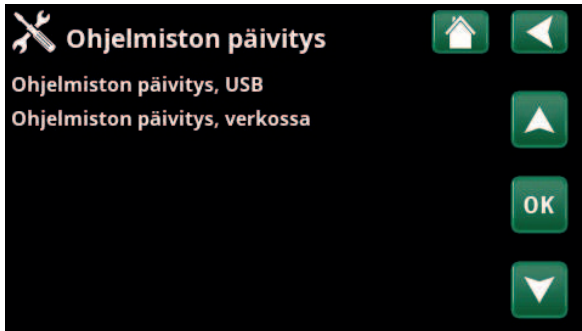 Ohjelmiston päivitys
Ohjelmiston päivitys, USB
Ohjelmiston päivitys, verkossa
OK